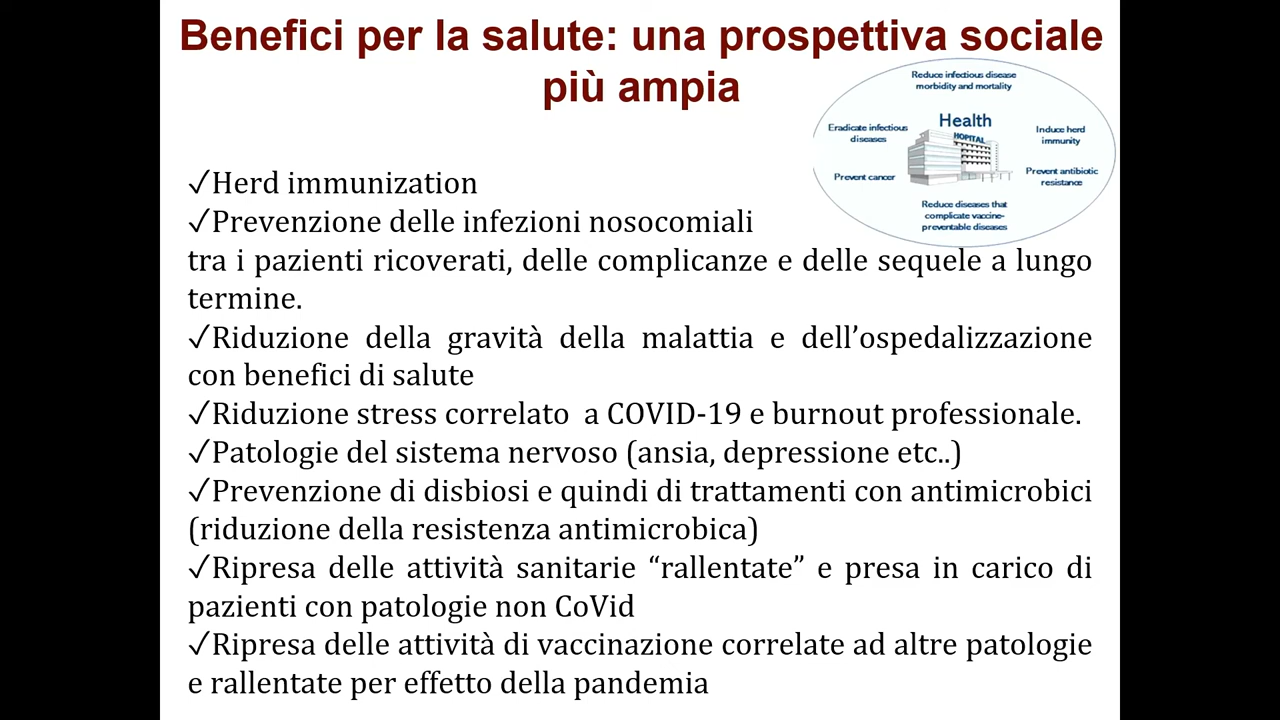 Benefici per la salute: una prospettiva sociale
più ampia
Reduce infectious disease
morbidity and mortality
Health
HOPITAL
Eradicate infectious
diseases
Induce herd
immunity
Prevent cancer
Prevent antibiotic
resistance
Reduce diseases that
complicate vaccine-
preventable diseases
✓Herd immunization
✓Prevenzione delle infezioni nosocomiali
tra i pazienti ricoverati, delle complicanze e delle sequele a lungo
termine.
✓Riduzione della gravità della malattia e dell’ospedalizzazione
con benefici di salute
✓Riduzione stress correlato  a COVID-19 e burnout professionale.
✓Patologie del sistema nervoso (ansia, depressione etc..)
✓Prevenzione di disbiosi e quindi di trattamenti con antimicrobici
(riduzione della resistenza antimicrobica)
✓Ripresa delle attività sanitarie “rallentate” e presa in carico di
pazienti con patologie non CoVid
✓Ripresa delle attività di vaccinazione correlate ad altre patologie
e rallentate per effetto della pandemia